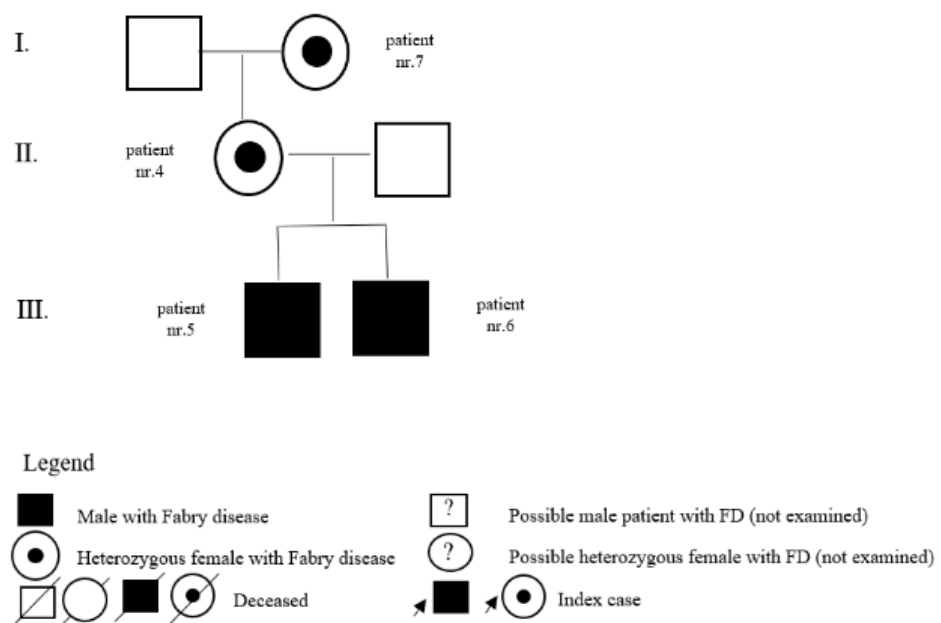 I.
patient
nr.7
II.
patient
nr.4
III.
patient
nr.5
patient
nr.6
Legend
Male with Fabry disease
? Possible male patient with FD (not examined)
Heterozygous female with Fabry disease
? Possible heterozygous female with FD (not examined)
Deceased
Index case